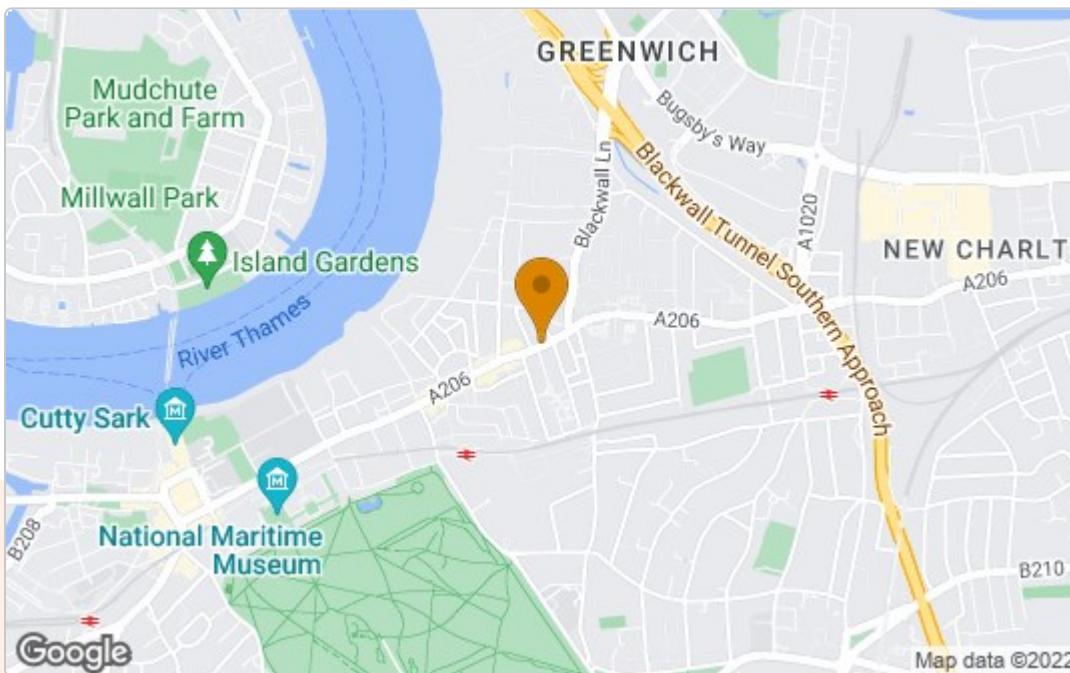 GREENWICH
Mudchute
Park and Farm
Bugsby's Way
Millwall Park
Blackwall Ln
Blackwall Tunnel Southern Approach
A1020
NEW CHARLT
Island Gardens
A206
A206
River Thames
A206
Cutty Sark
National Maritime
Museum
B208
B210
Google
Map data ©2022